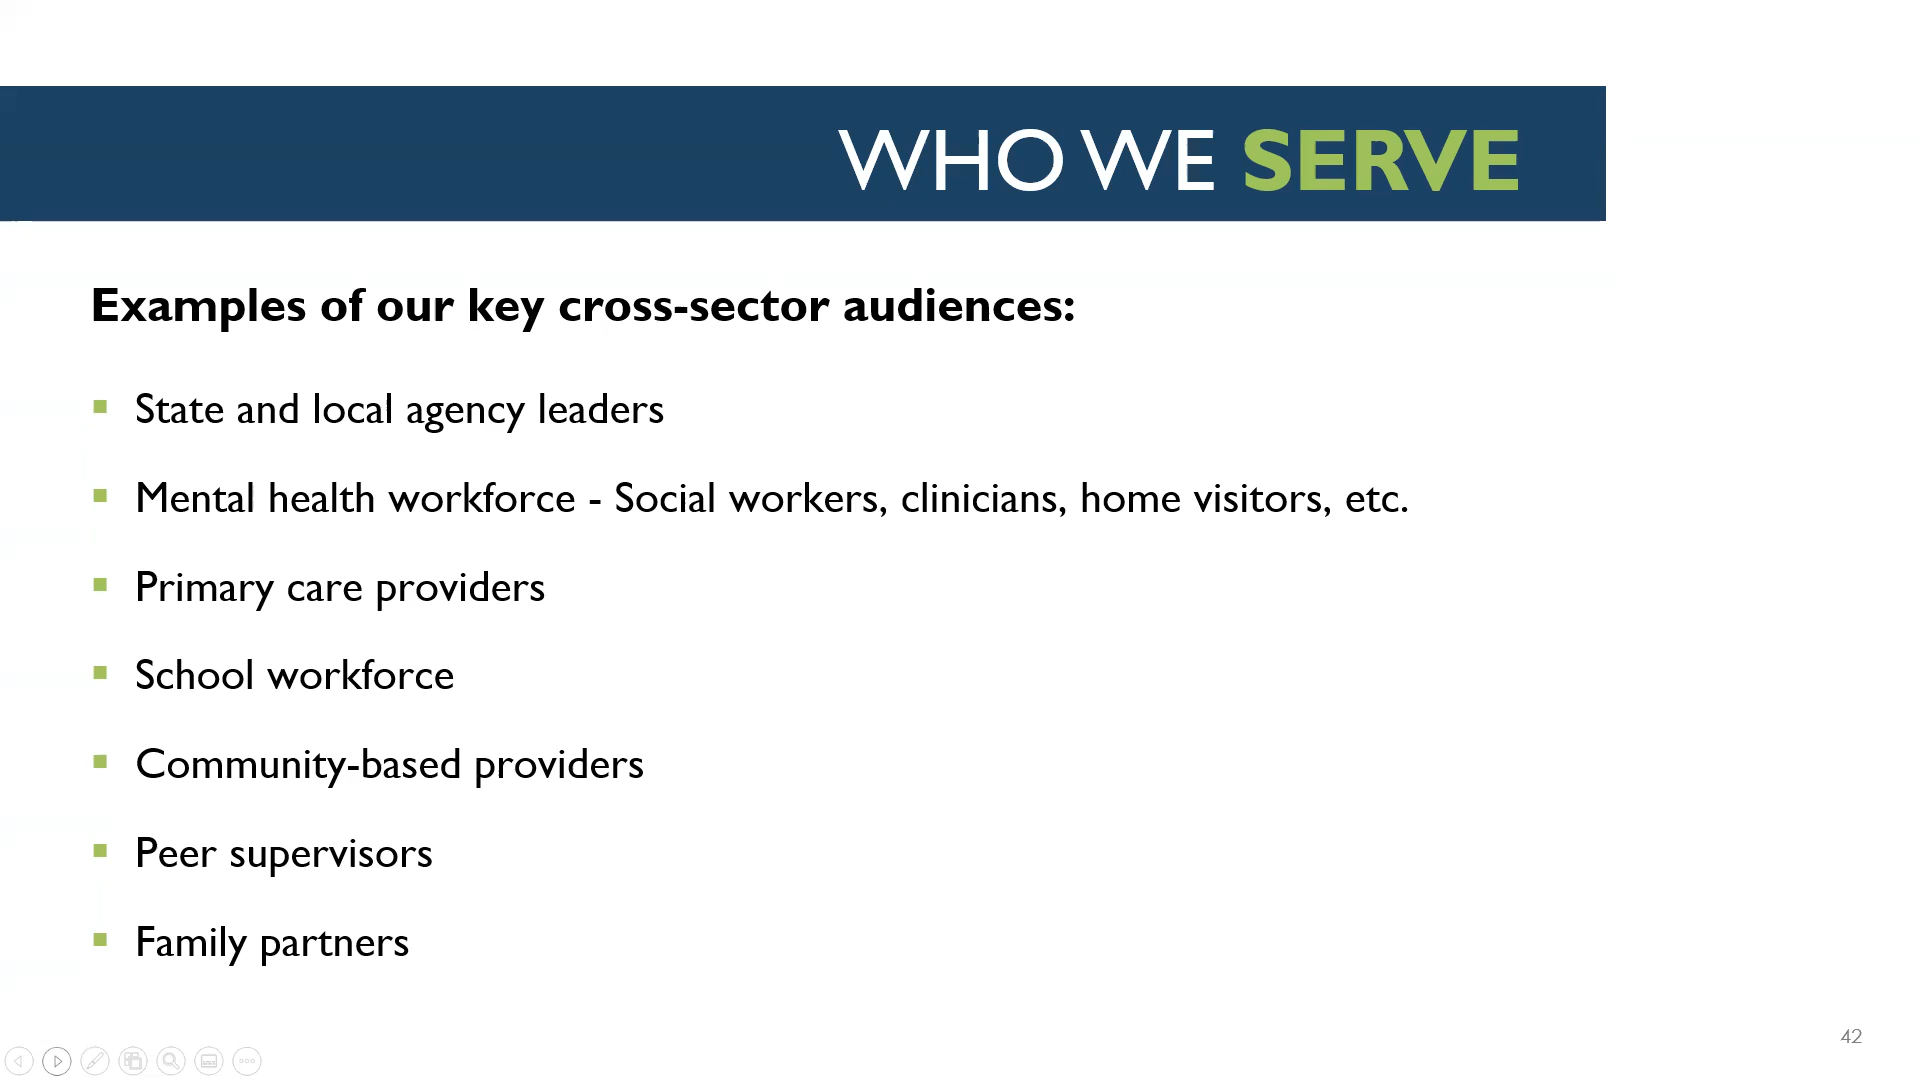 WHO WE SERVE
Examples of our key cross-sector audiences:
▪ State and local agency leaders
▪ Mental health workforce - Social workers, clinicians, home visitors, etc.
▪ Primary care providers
▪ School workforce
▪ Community-based providers
▪ Peer supervisors
▪ Family partners
42